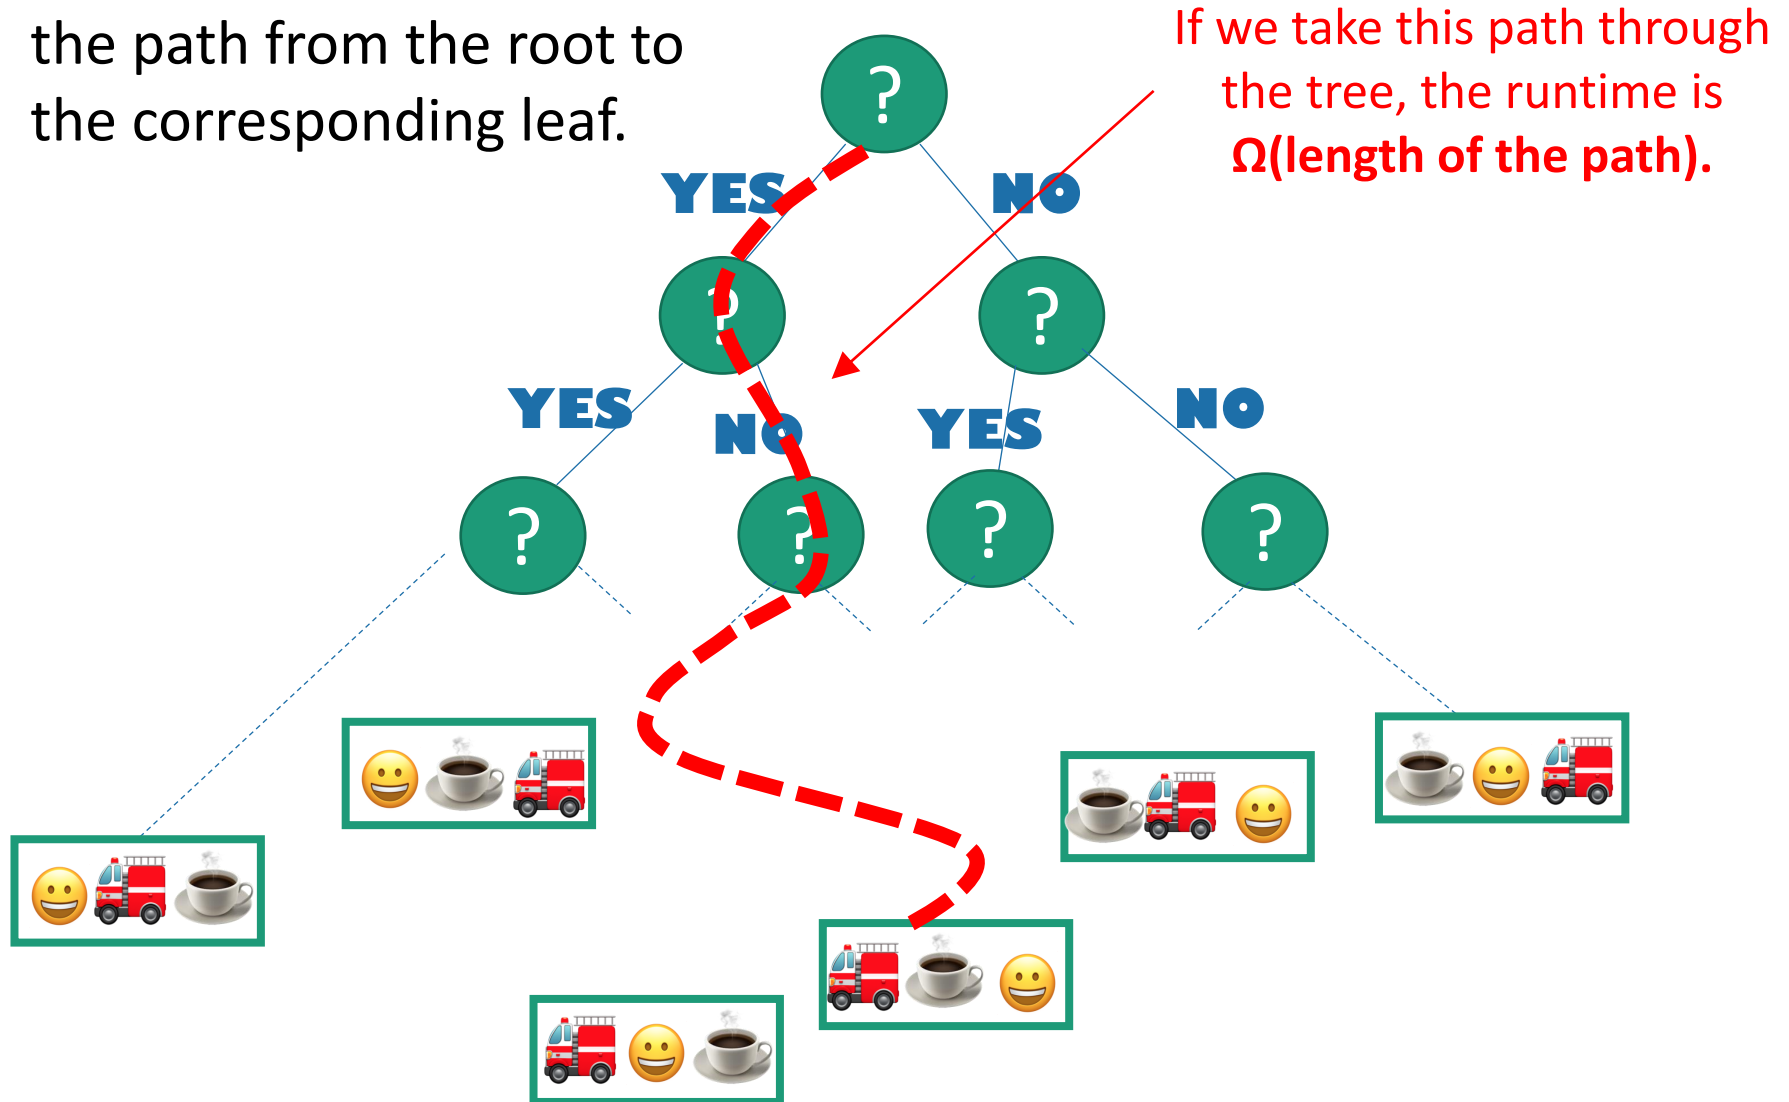 the path from the root to
the corresponding leaf.
If we take this path through
the tree, the runtime is
Ω(length of the path).
?
YES
NO
?
?
YES
NO
YES
NO
?
?
?
?